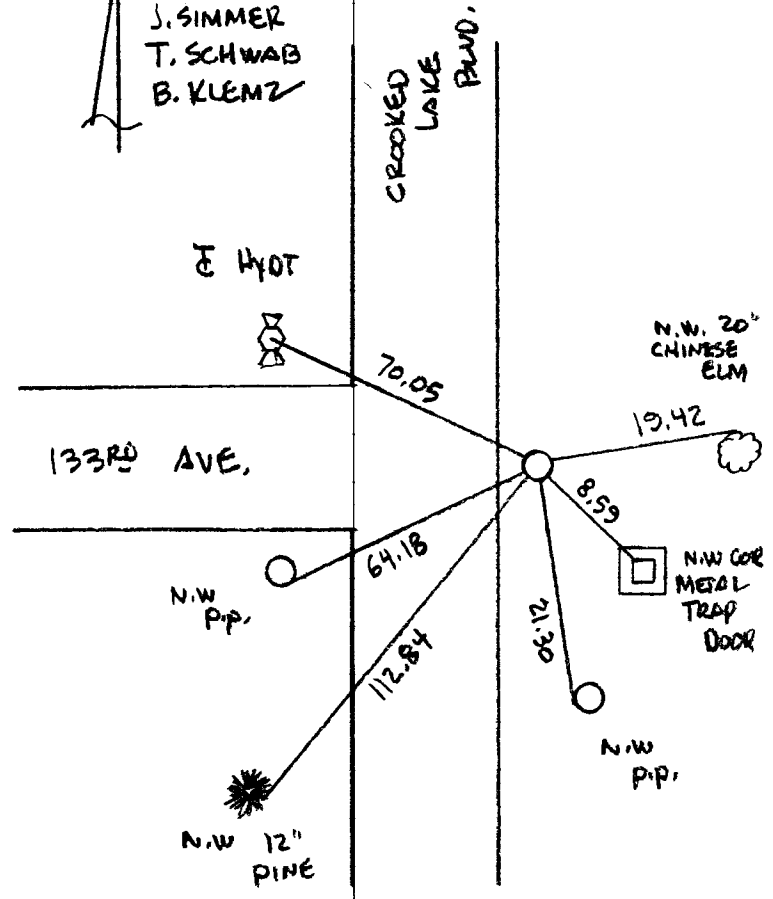 J. SIMMER
T. SCHWAB
B. KLEMZ
CROOKED
LAKE
BLVD.
HYDT
N.W. 20"
CHINESE
ELM
70.05
19.42
133RD AVE.
8.59
64.18
N.W COR
METAL
TRAP
DOOR
N.W
P.P.
21.30
112.84
N.W
P.P.
N.W 12"
PINE